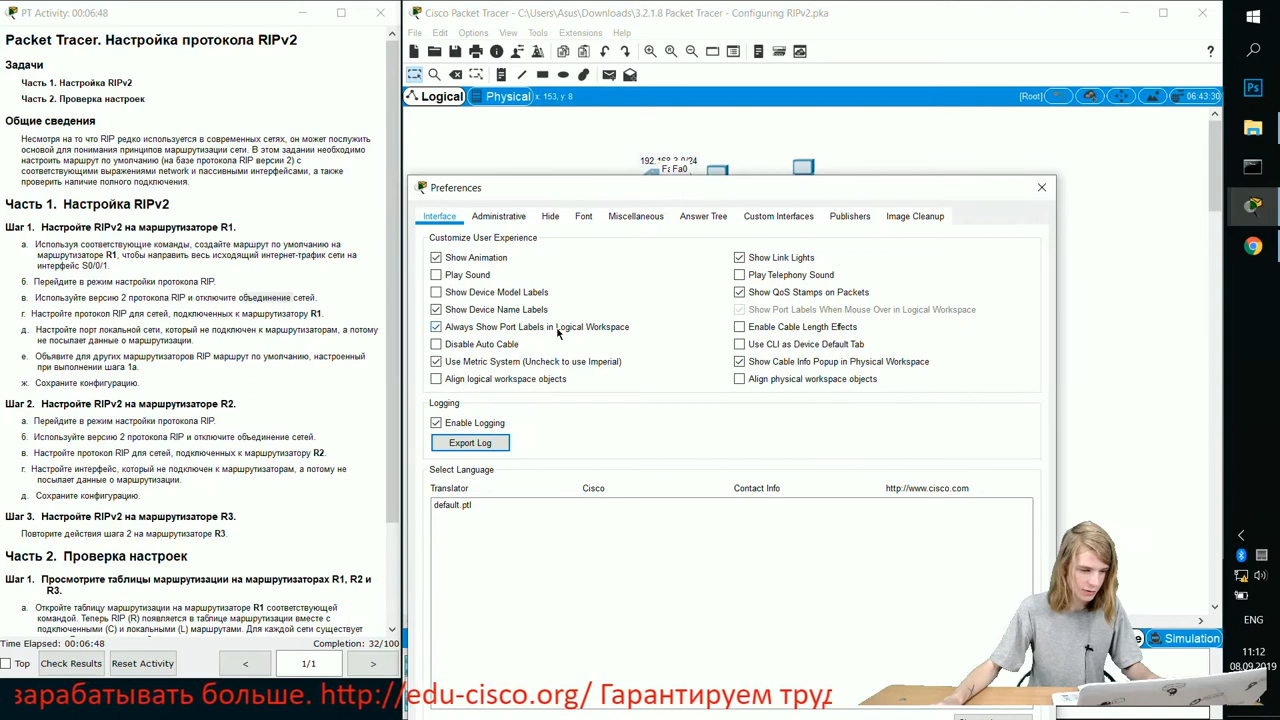 PT Activity: 00:06:48
Packet Tracer. Настройка протокола RIPv2
Задачи
Часть 1. Настройка RIPv2
Часть 2. Проверка настроек
Общие сведения
Несмотря на то что RIP редко используется в современных сетях, он может послужить
основой для понимания принципов маршрутизации сети. В этом задании необходимо
настроить маршрут по умолчанию (на базе протокола RIP версии 2) с
соответствующими выражениями network и пассивными интерфейсами, а также
проверить наличие полного подключения.
Часть 1. Настройка RIPv2
Шаг 1. Настройте RIPv2 на маршрутизаторе R1.
а. Используя соответствующие команды, создайте маршрут по умолчанию на
маршрутизаторе R1, чтобы направить весь исходящий интернет-трафик сети на
интерфейс S0/0/1.
б. Перейдите в режим настройки протокола RIP.
в. Используйте версию 2 протокола RIP и отключите объединение сетей.
г. Настройте протокол RIP для сетей, подключенных к маршрутизатору R1.
д. Настройте порт локальной сети, который не подключен к маршрутизаторам, а потому
не посылает данные о маршрутизации.
е. Объявите для других маршрутизаторов RIP маршрут по умолчанию, настроенный
при выполнении шага 1а.
ж. Сохраните конфигурацию.
Шаг 2. Настройте RIPv2 на маршрутизаторе R2.
а. Перейдите в режим настройки протокола RIP.
б. Используйте версию 2 протокола RIP и отключите объединение сетей.
в. Настройте протокол RIP для сетей, подключенных к маршрутизатору R2.
г. Настройте интерфейс, который не подключен к маршрутизаторам, а потому не
посылает данные о маршрутизации.
д. Сохраните конфигурацию.
Шаг 3. Настройте RIPv2 на маршрутизаторе R3.
Повторите действия шага 2 на маршрутизаторе R3.
Часть 2. Проверка настроек
Шаг 1. Просмотрите таблицы маршрутизации на маршрутизаторах R1, R2 и
R3.
а. Откройте таблицу маршрутизации на маршрутизаторе R1 соответствующей
командой. Теперь RIP (R) появляется в таблице маршрутизации вместе с
подключенными (C) и локальными (L) маршрутами. Для каждой сети существует
Time Elapsed: 00:06:48 Completion: 32/100
Top Check Results Reset Activity < 1/1 >
Cisco Packet Tracer - C:\Users\Asus\Downloads\3.2.1.8 Packet Tracer - Configuring RIPv2.pka
File Edit Options View Tools Extensions Help
?
Logical Physical x: 153, y: 8 [Root] 06:43:30
Fa0
Preferences
Interface Administrative Hide Font Miscellaneous Answer Tree Custom Interfaces Publishers Image Cleanup
Customize User Experience
Show Animation Show Link Lights
Play Sound Play Telephony Sound
Show Device Model Labels Show QoS Stamps on Packets
Show Device Name Labels Show Port Labels When Mouse Over in Logical Workspace
Always Show Port Labels in Logical Workspace Enable Cable Length Effects
Disable Auto Cable Use CLI as Device Default Tab
Use Metric System (Uncheck to use Imperial) Show Cable Info Popup in Physical Workspace
Align logical workspace objects Align physical workspace objects
Logging
Enable Logging
Export Log
Select Language
Translator Cisco Contact Info http://www.cisco.com
default.ptl
Simulation
Ps
ENG
11:12
08.09.2019
зарабатывать больше. http://edu-cisco.org/ Гарантируем труд